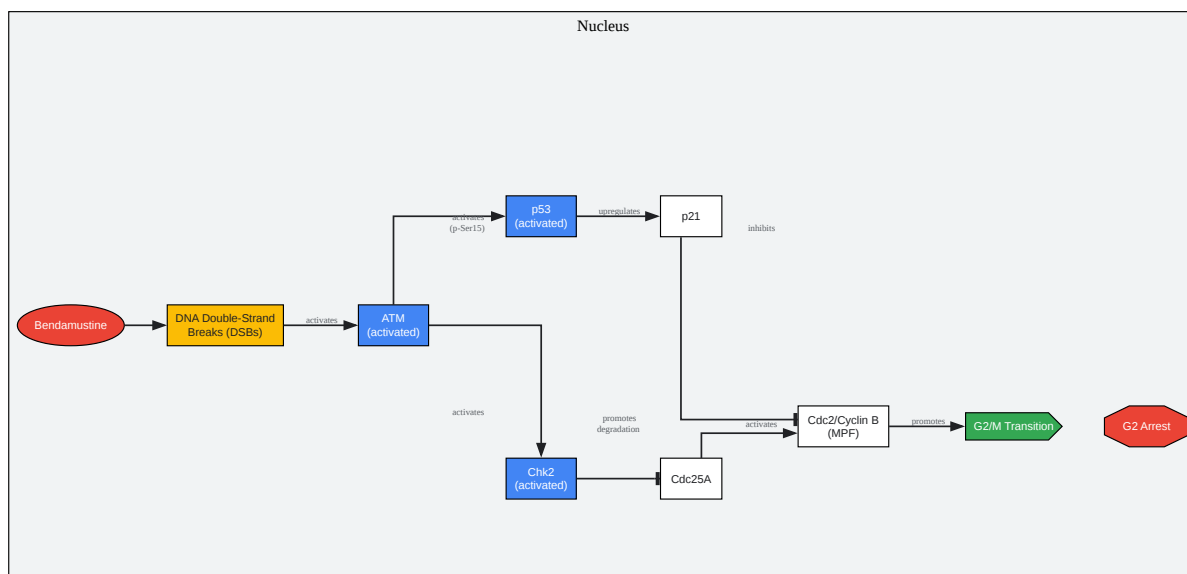 Nucleus
p53
(activated)
upregulates
p21
activates
(p-Ser15)
inhibits
Bendamustine
DNA Double-Strand
Breaks (DSBs)
activates
ATM
(activated)
activates
promotes
degradation
Cdc2/Cyclin B
(MPF)
activates
promotes
G2/M Transition
G2 Arrest
Chk2
(activated)
Cdc25A